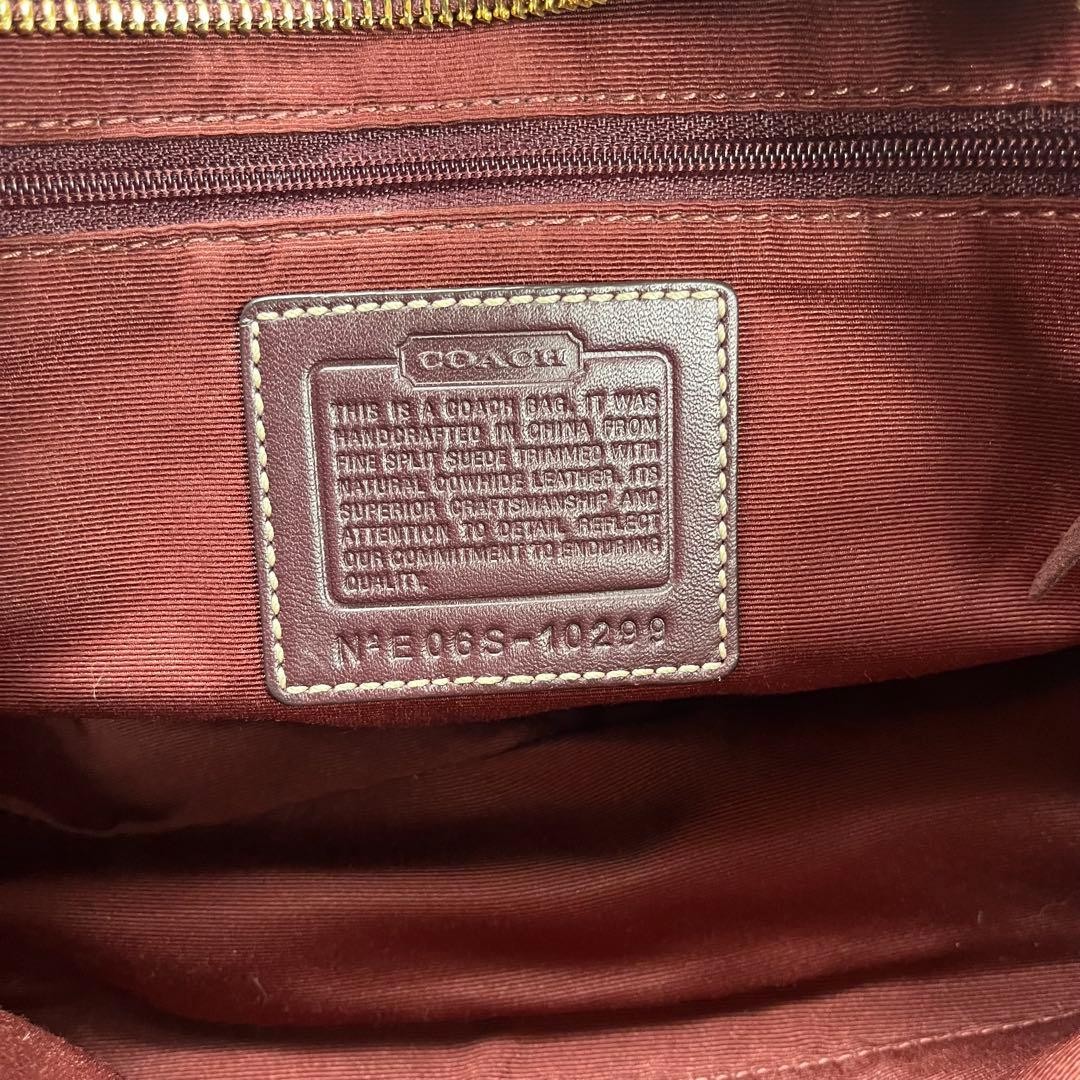 COACH
THIS IS A COACH BAG. IT WAS
HANDCRAFTED IN CHINA FROM
FINE SPLIT SUEDE TRIMMED WITH
NATURAL COWHIDE LEATHER. ITS
SUPERIOR CRAFTSMANSHIP AND
ATTENTION TO DETAIL REFLECT
OUR COMMITMENT TO ENDURING
QUALITY.
Nº E06S-10299